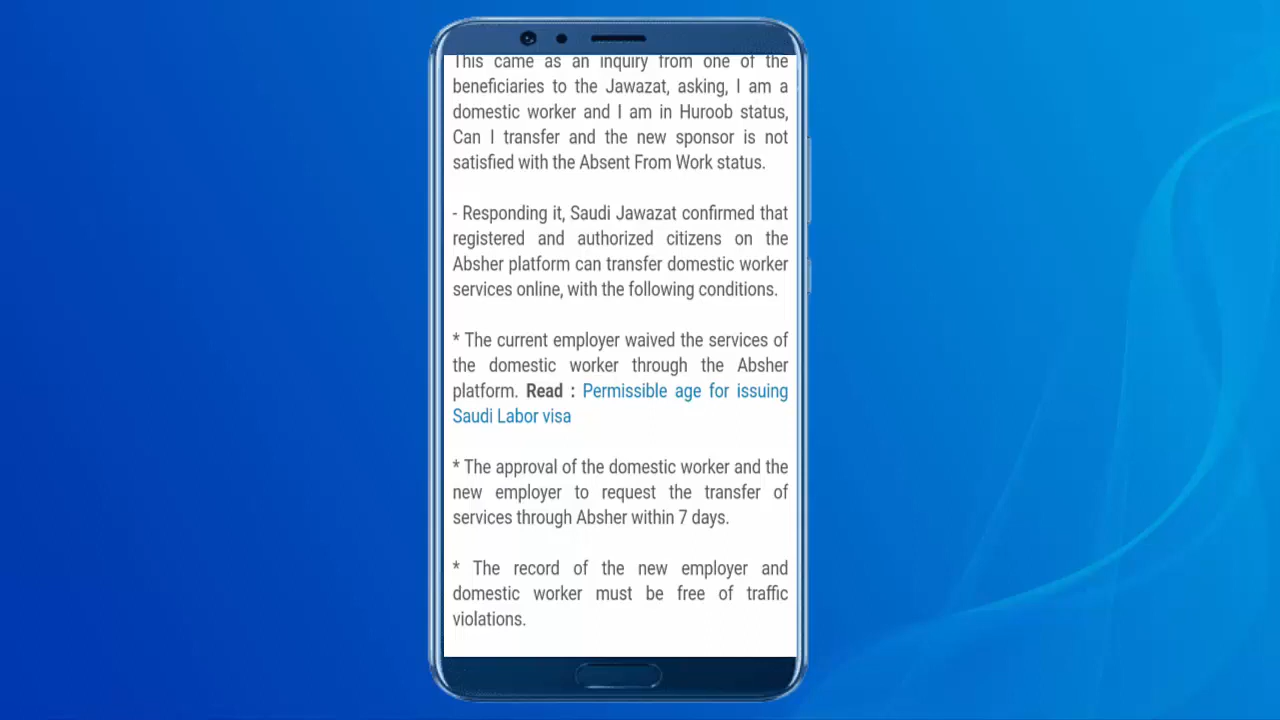 This came as an inquiry from one of the
beneficiaries to the Jawazat, asking, I am a
domestic worker and I am in Huroob status,
Can I transfer and the new sponsor is not
satisfied with the Absent From Work status.
- Responding it, Saudi Jawazat confirmed that
registered and authorized citizens on the
Absher platform can transfer domestic worker
services online, with the following conditions.
* The current employer waived the services of
the domestic worker through the Absher
platform. Read : Permissible age for issuing
Saudi Labor visa
* The approval of the domestic worker and the
new employer to request the transfer of
services through Absher within 7 days.
* The record of the new employer and
domestic worker must be free of traffic
violations.